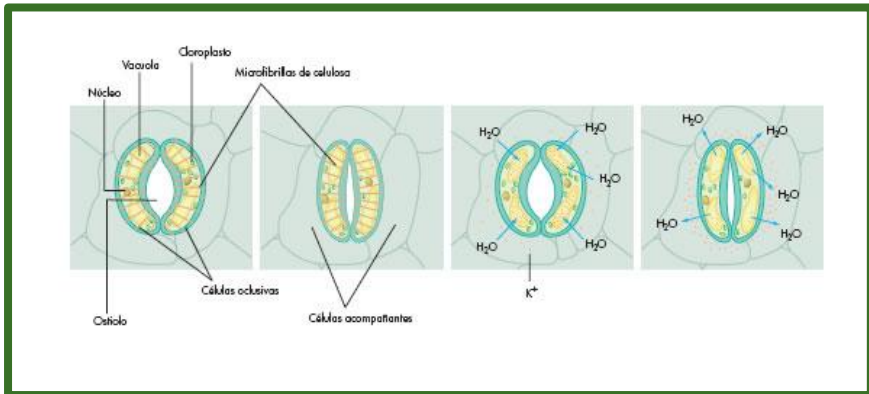 Cloroplasto
Vacuola
Microfibrillas de celulosa
Núcleo
H₂O
H₂O
H₂O
H₂O
H₂O
H₂O
H₂O
H₂O
H₂O
H₂O
H₂O
Células oclusivas
K⁺
Ostiolo
Células acompañantes